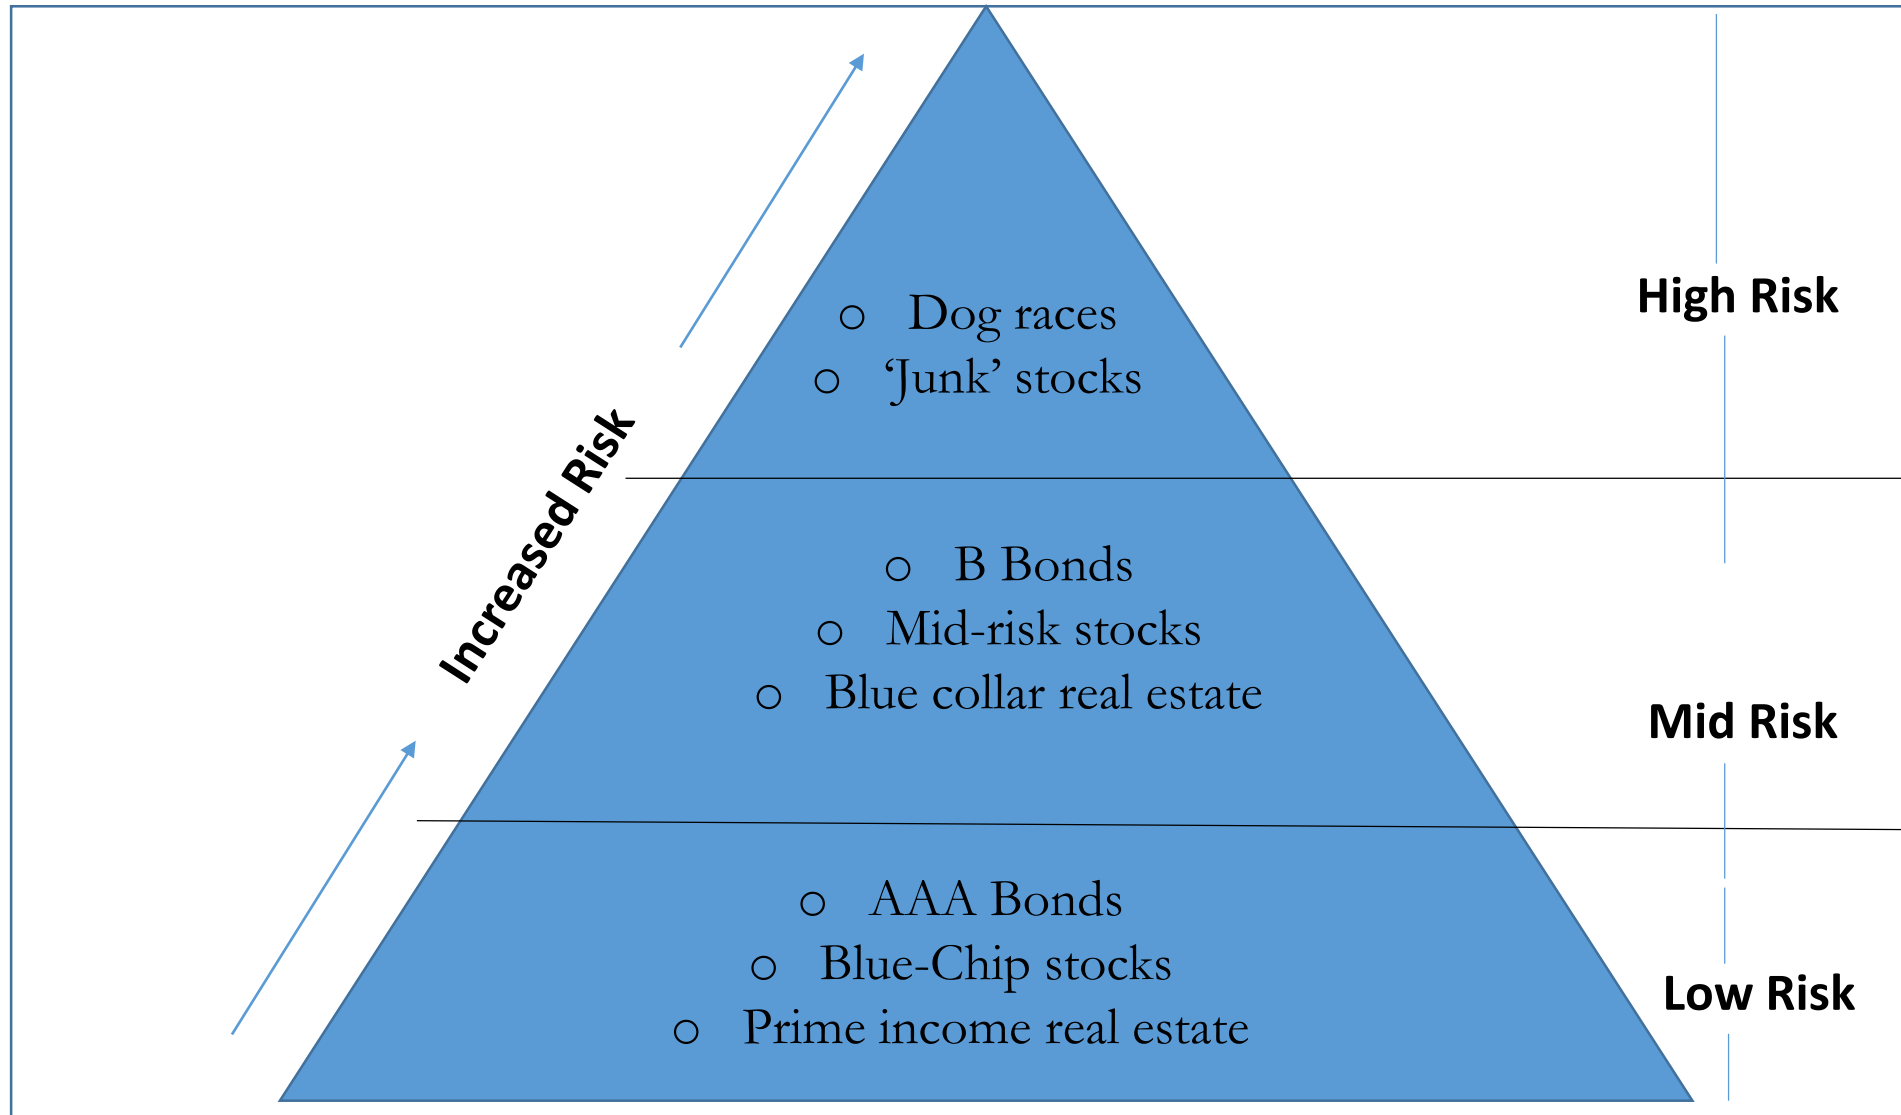 High Risk
o Dog races
o ‘Junk’ stocks
Increased Risk
o B Bonds
o Mid-risk stocks
o Blue collar real estate
Mid Risk
o AAA Bonds
o Blue-Chip stocks
o Prime income real estate
Low Risk